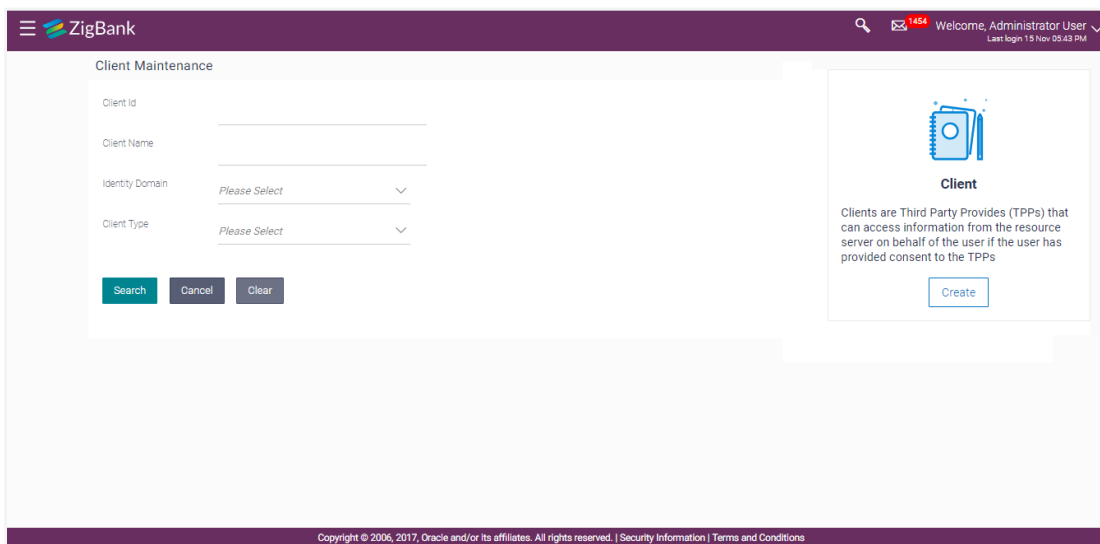 ZigBank
1454
Welcome, Administrator User
Last login 15 Nov 05:43 PM
Client Maintenance
Client Id
Client Name
Identity Domain
Please Select
Client Type
Please Select
Search
Cancel
Clear
Client
Clients are Third Party Provides (TPPs) that
can access information from the resource
server on behalf of the user if the user has
provided consent to the TPPs
Create
Copyright © 2006, 2017, Oracle and/or its affiliates. All rights reserved. | Security Information | Terms and Conditions